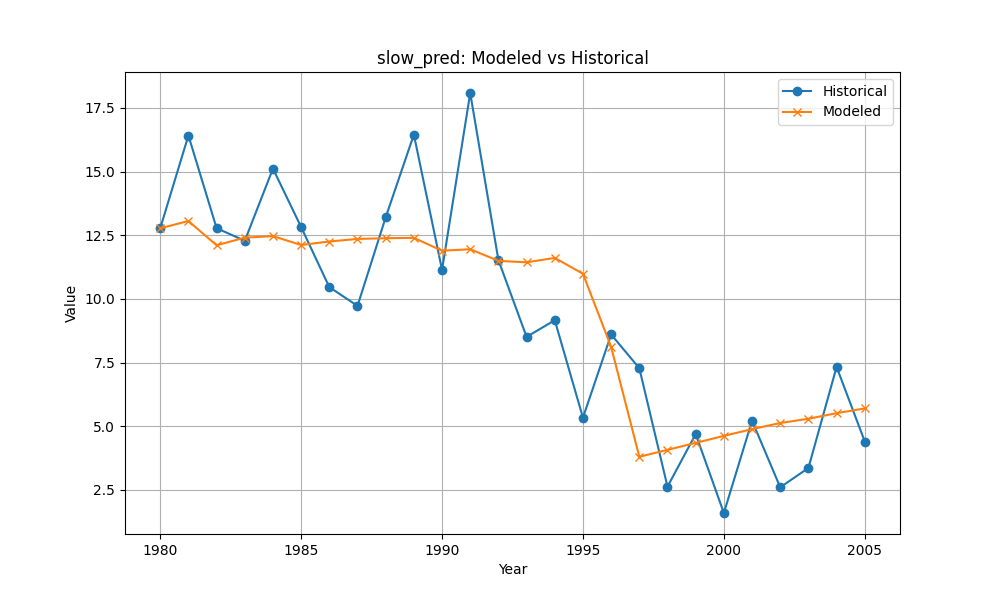 slow_pred: Modeled vs Historical
Historical
Modeled
Value
17.5
15.0
12.5
10.0
7.5
5.0
2.5
1980 1985 1990 1995 2000 2005
Year